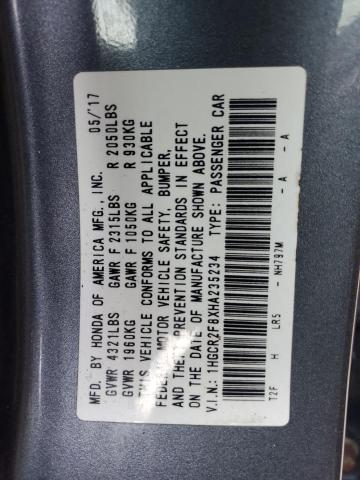 MFD. BY HONDA OF AMERICA MFG., INC. 05/'17
GVWR 4321LBS GAWR F 2315LBS R 2050LBS
GVWR 1960KG GAWR F 1050KG R 930KG
THIS VEHICLE CONFORMS TO ALL APPLICABLE
FEDERAL MOTOR VEHICLE SAFETY, BUMPER,
AND THEFT PREVENTION STANDARDS IN EFFECT
ON THE DATE OF MANUFACTURE SHOWN ABOVE.
V.I.N.: 1HGCR2F8XHA235234 TYPE: PASSENGER CAR
T2F H LR5 - NH797M - A - A